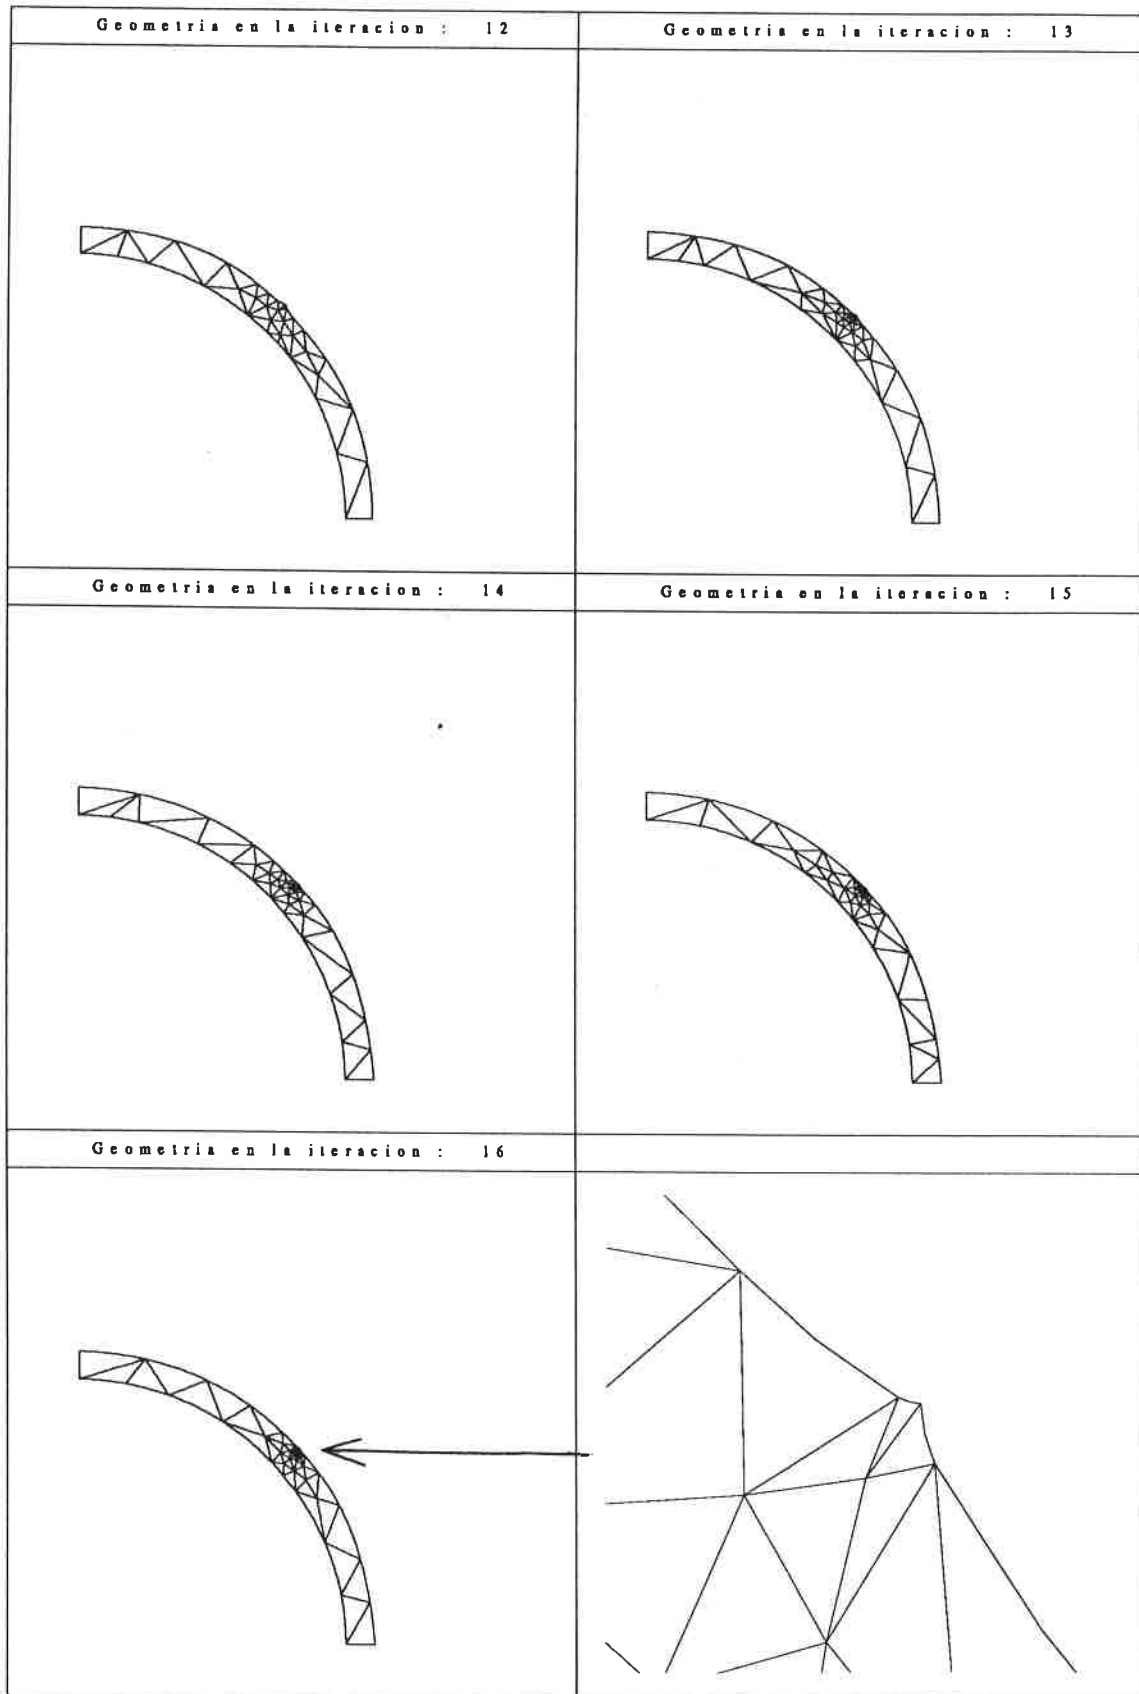 Geometria en la iteracion : 12
Geometria en la iteracion : 13
Geometria en la iteracion : 14
Geometria en la iteracion : 15
Geometria en la iteracion : 16